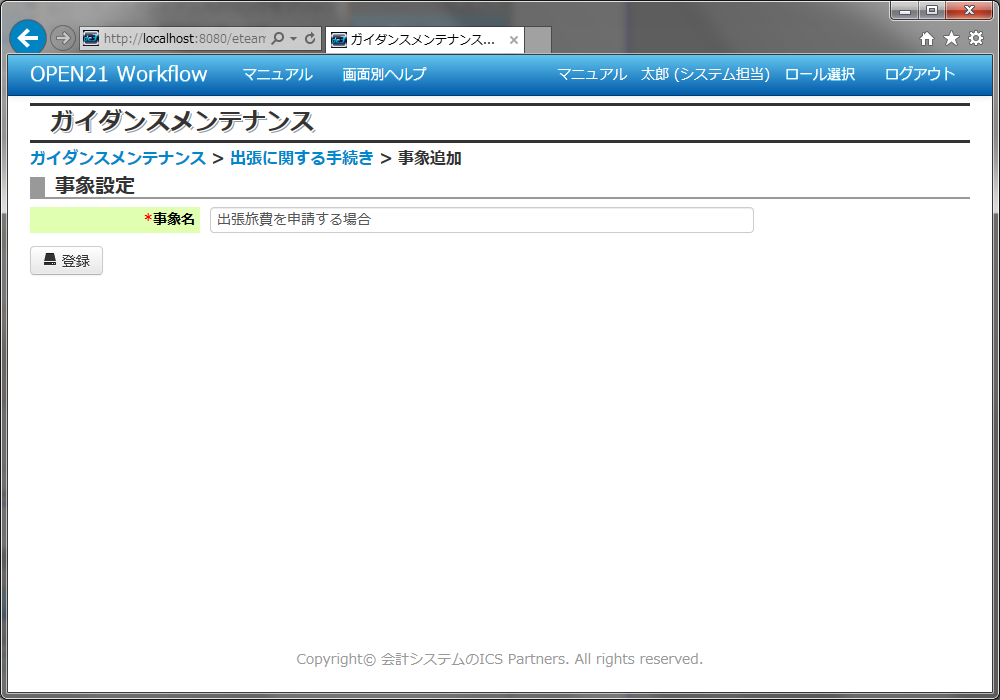 http://localhost:8080/eteam
ガイダンスメンテナンス...
OPEN21 Workflow マニュアル 画面別ヘルプ マニュアル 太郎 (システム担当) ロール選択 ログアウト
ガイダンスメンテナンス
ガイダンスメンテナンス > 出張に関する手続き > 事象追加
事象設定
*事象名 出張旅費を申請する場合
登録
Copyright© 会計システムのICS Partners. All rights reserved.